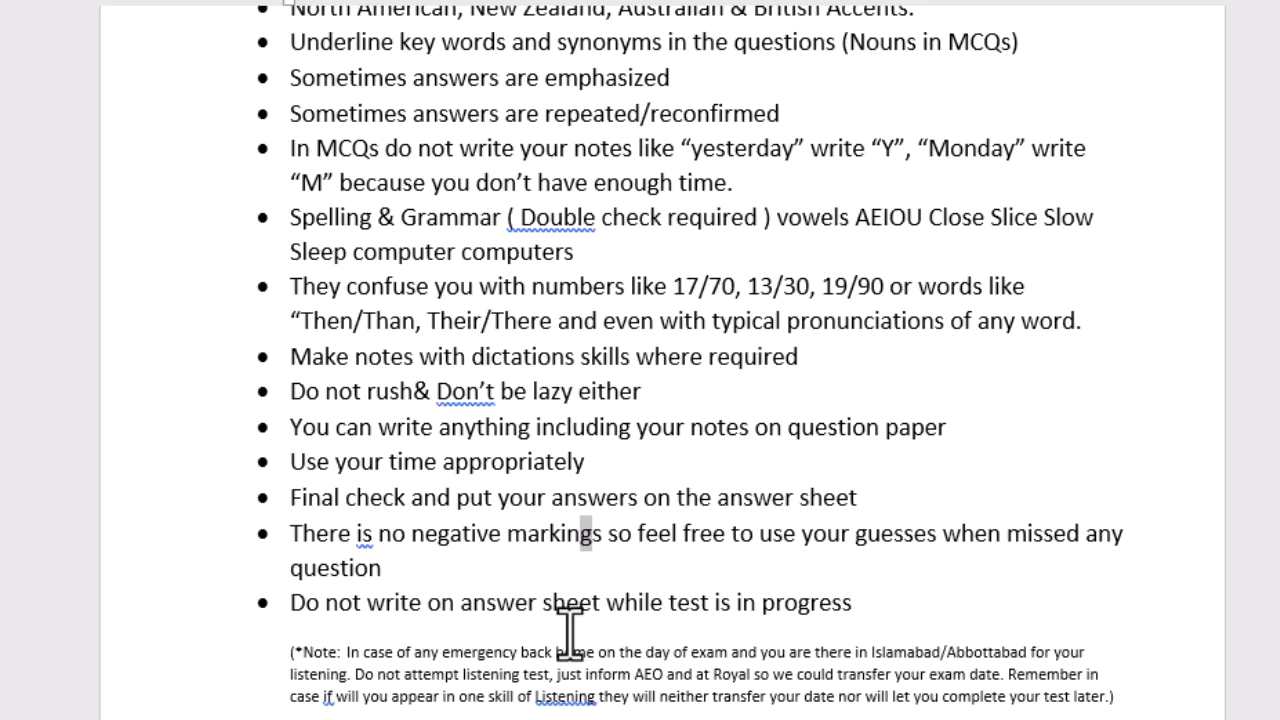 North American, New Zealand, Australian & British Accents.
Underline key words and synonyms in the questions (Nouns in MCQs)
Sometimes answers are emphasized
Sometimes answers are repeated/reconfirmed
In MCQs do not write your notes like “yesterday” write “Y”, “Monday” write
“M” because you don’t have enough time.
Spelling & Grammar ( Double check required ) vowels AEIOU Close Slice Slow
Sleep computer computers
They confuse you with numbers like 17/70, 13/30, 19/90 or words like
“Then/Than, Their/There and even with typical pronunciations of any word.
Make notes with dictations skills where required
Do not rush& Don’t be lazy either
You can write anything including your notes on question paper
Use your time appropriately
Final check and put your answers on the answer sheet
There is no negative markings so feel free to use your guesses when missed any
question
Do not write on answer sheet while test is in progress
(*Note: In case of any emergency back home on the day of exam and you are there in Islamabad/Abbottabad for your
listening. Do not attempt listening test, just inform AEO and at Royal so we could transfer your exam date. Remember in
case if will you appear in one skill of Listening they will neither transfer your date nor will let you complete your test later.)